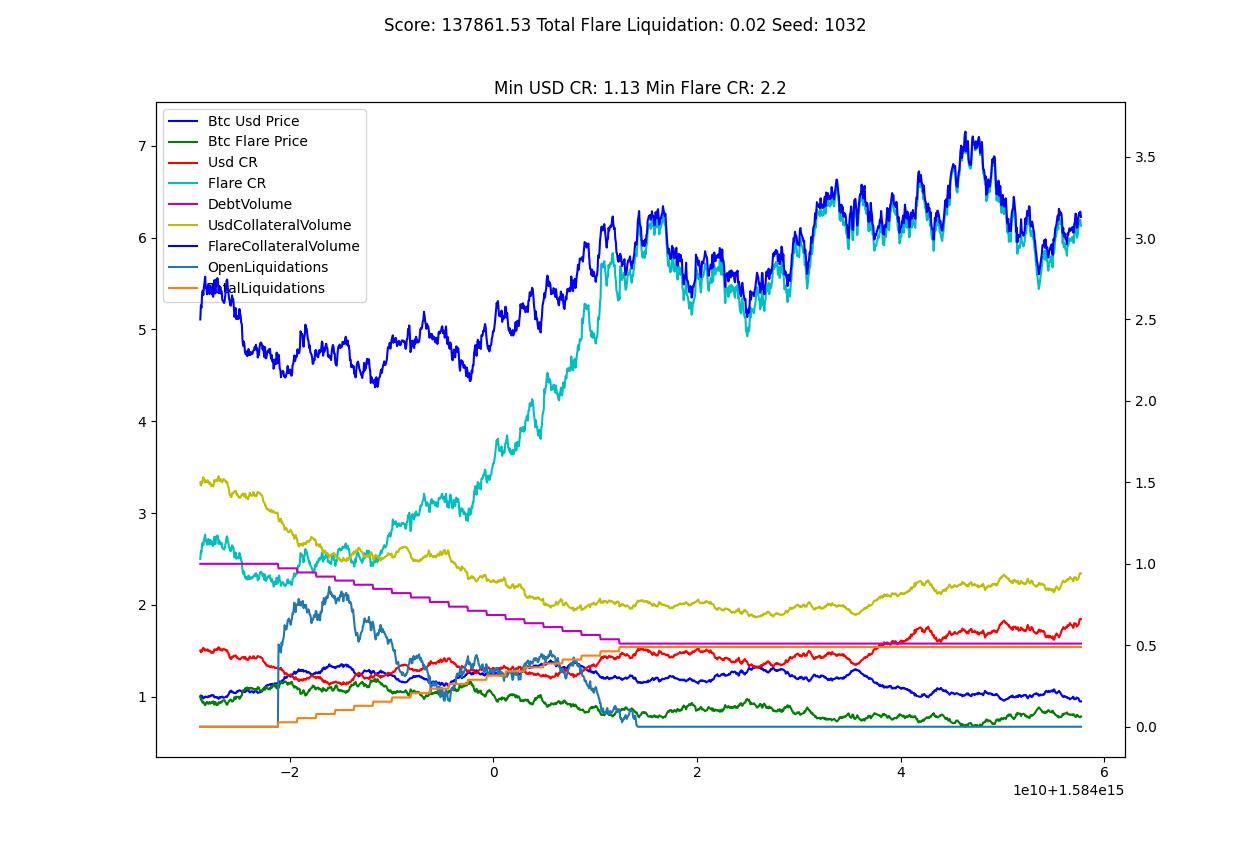 Score: 137861.53 Total Flare Liquidation: 0.02 Seed: 1032
Min USD CR: 1.13 Min Flare CR: 2.2
Btc Usd Price
Btc Flare Price
Usd CR
Flare CR
DebtVolume
UsdCollateralVolume
FlareCollateralVolume
OpenLiquidations
TotalLiquidations
7
6
5
4
3
2
1
3.5
3.0
2.5
2.0
1.5
1.0
0.5
0.0
−2
0
2
4
6
1e10+1.584e15